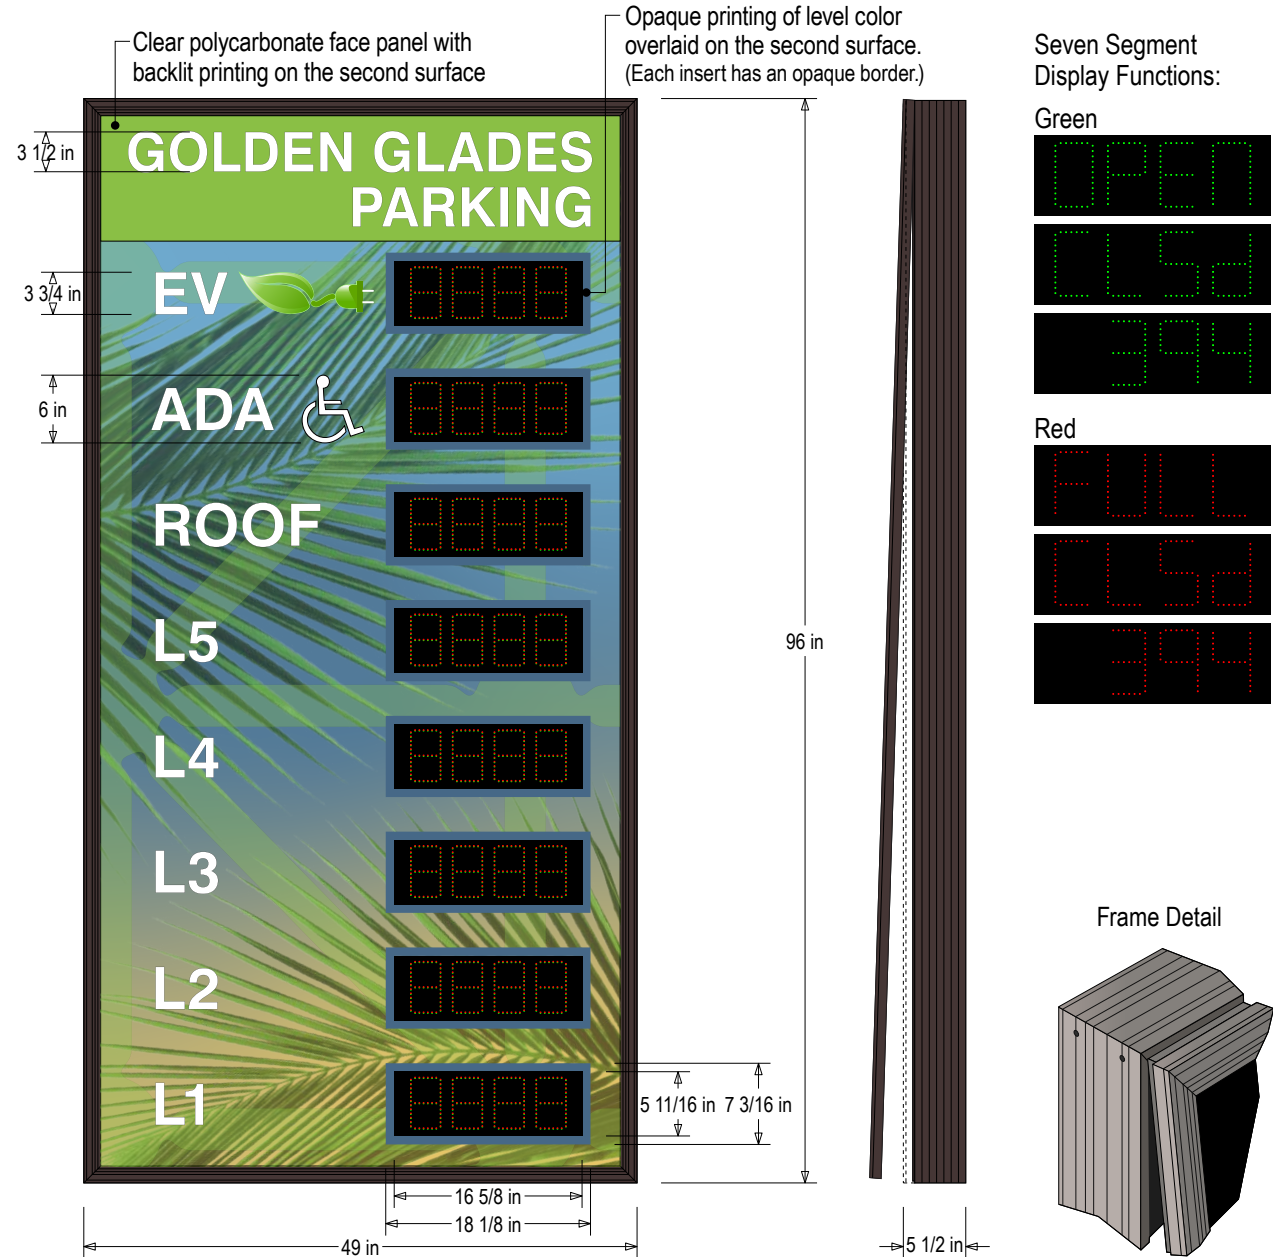 Clear polycarbonate face panel with
backlit printing on the second surface
Opaque printing of level color
overlaid on the second surface.
(Each insert has an opaque border.)
Seven Segment
Display Functions:
Green
OPEN
CLSd
394
Red
FULL
CLSd
394
3 1/2 in
GOLDEN GLADES
PARKING
3 3/4 in
EV
6 in
ADA
ROOF
L5
L4
L3
L2
L1
96 in
5 11/16 in
7 3/16 in
16 5/8 in
18 1/8 in
49 in
5 1/2 in
Frame Detail